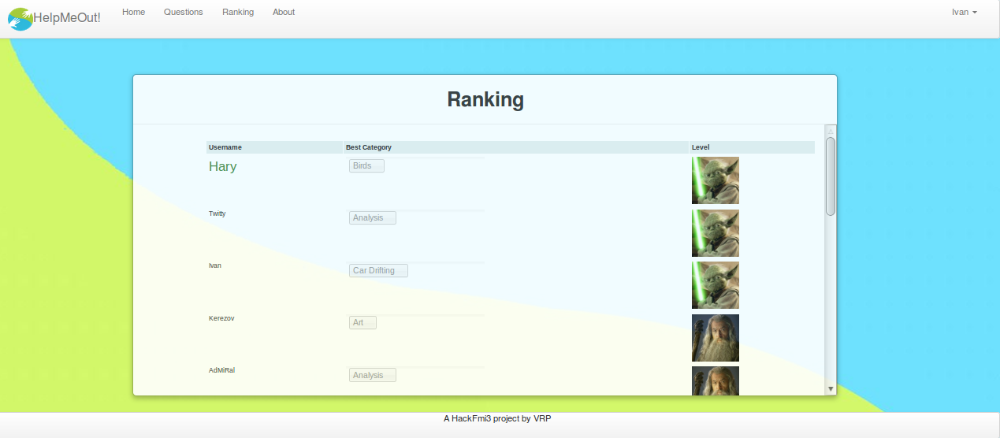 HelpMeOut! Home Questions Ranking About Ivan
Ranking
Username Best Category Level
Hary Birds
Twitty Analysis
Ivan Car Drifting
Kerezov Art
AdMiRal Analysis
A HackFmi3 project by VRP